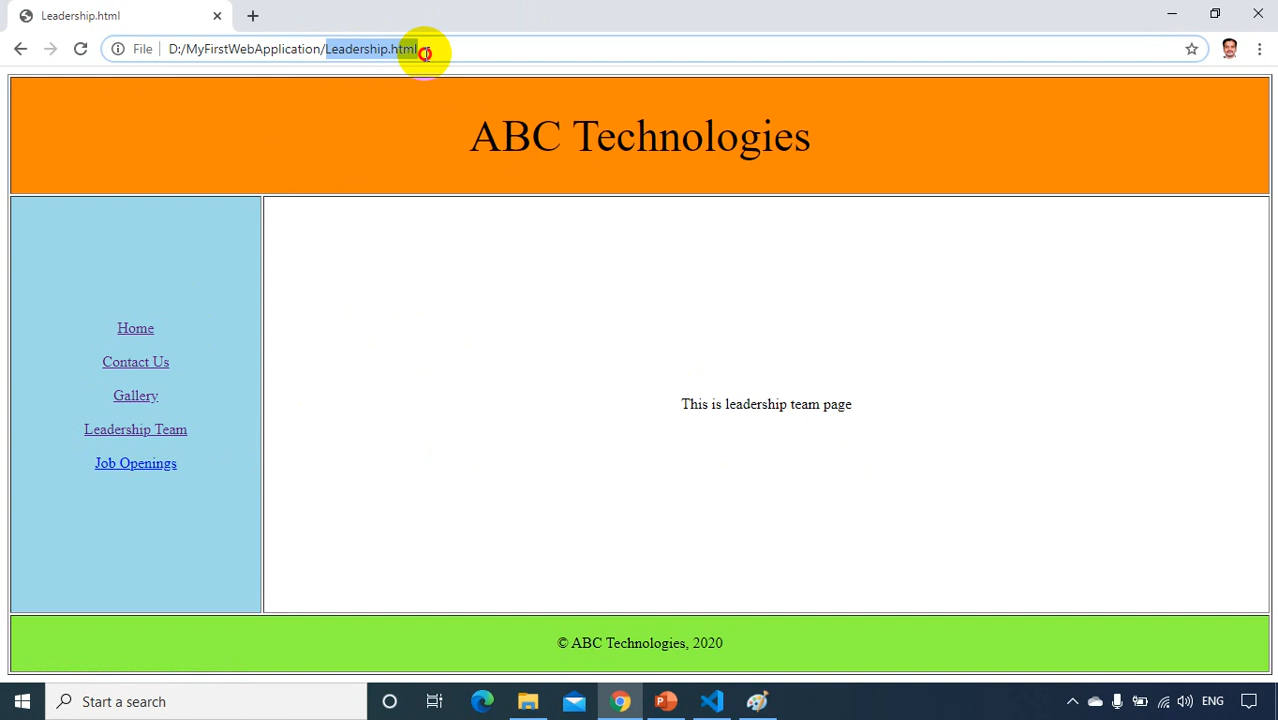 Leadership.html
File
D:/MyFirstWebApplication/Leadership.html
ABC Technologies
Home
Contact Us
Gallery
Leadership Team
Job Openings
This is leadership team page
© ABC Technologies, 2020
Start a search
ENG